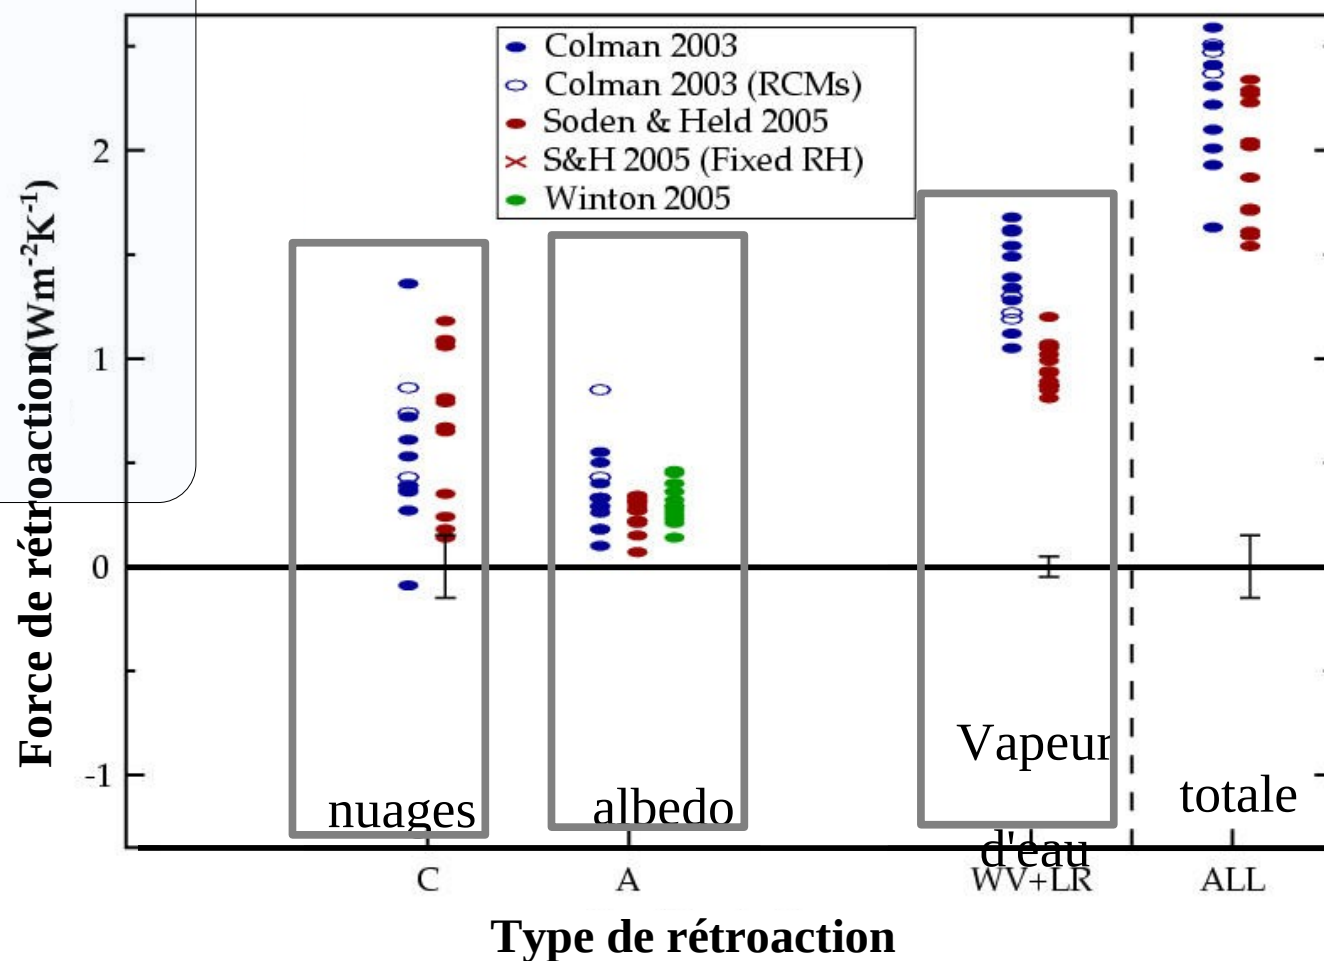 Colman 2003
Colman 2003 (RCMs)
Soden & Held 2005
S&H 2005 (Fixed RH)
Winton 2005
Force de rétroaction(Wm-2K-1)
2
1
0
-1
nuages
albedo
Vapeur
d'eau
totale
C
A
WV+LR
ALL
Type de rétroaction